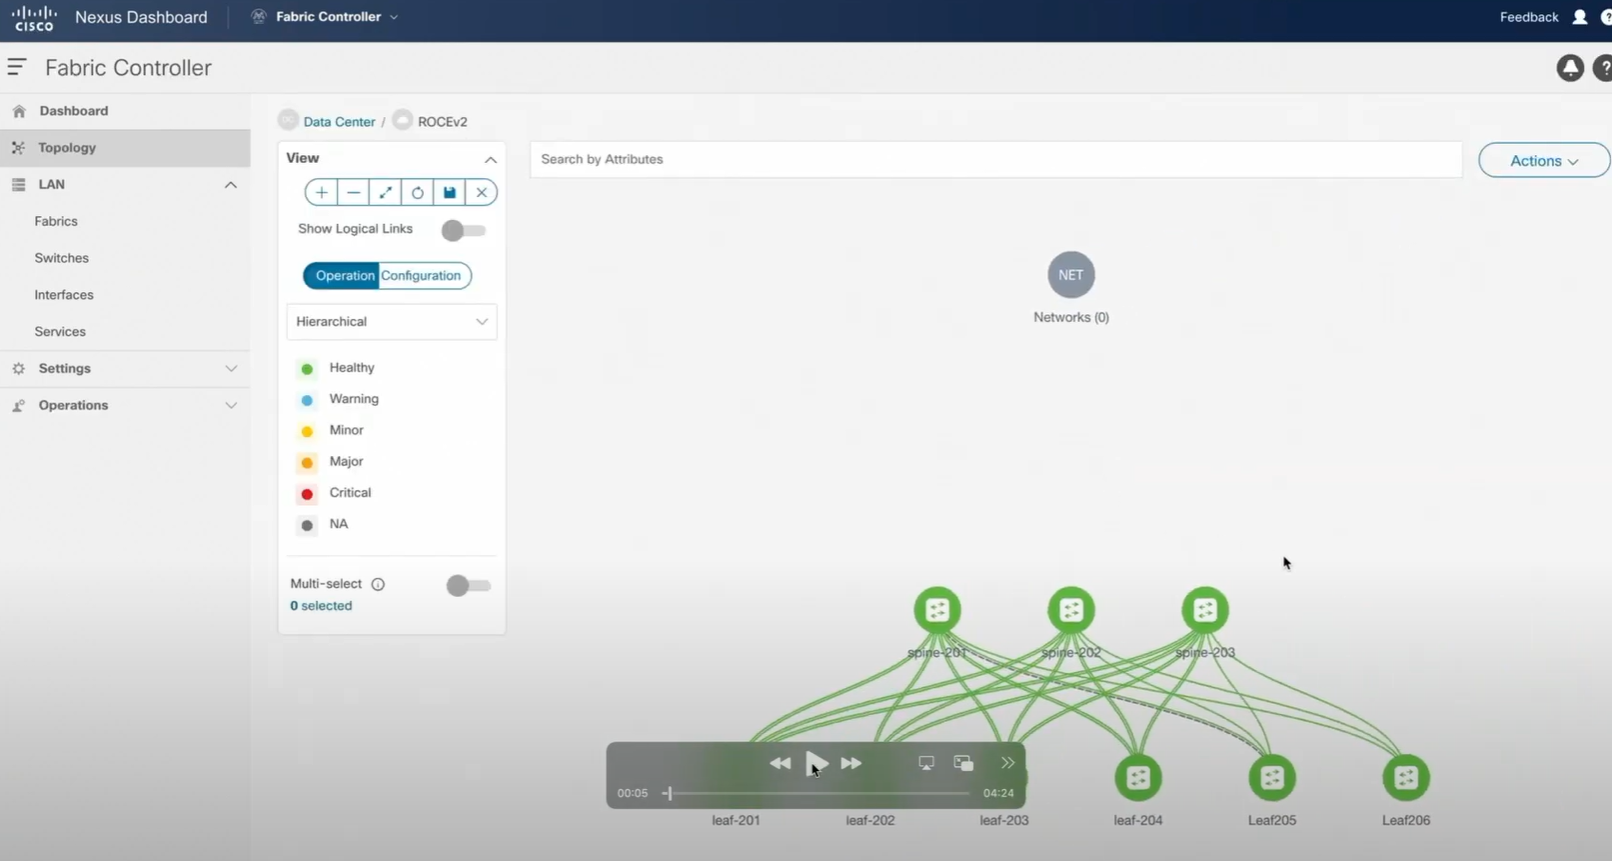 CISCO
Nexus Dashboard
Fabric Controller
Feedback
?
Fabric Controller
?
Dashboard
Topology
LAN
Fabrics
Switches
Interfaces
Services
Settings
Operations
Data Center / ROCEv2
View
Show Logical Links
Operation Configuration
Hierarchical
Healthy
Warning
Minor
Major
Critical
NA
Multi-select
0 selected
Search by Attributes
Actions
NET
Networks (0)
spine-201 spine-202 spine-203
00:05 04:24
leaf-201 leaf-202 leaf-203 leaf-204 Leaf205 Leaf206